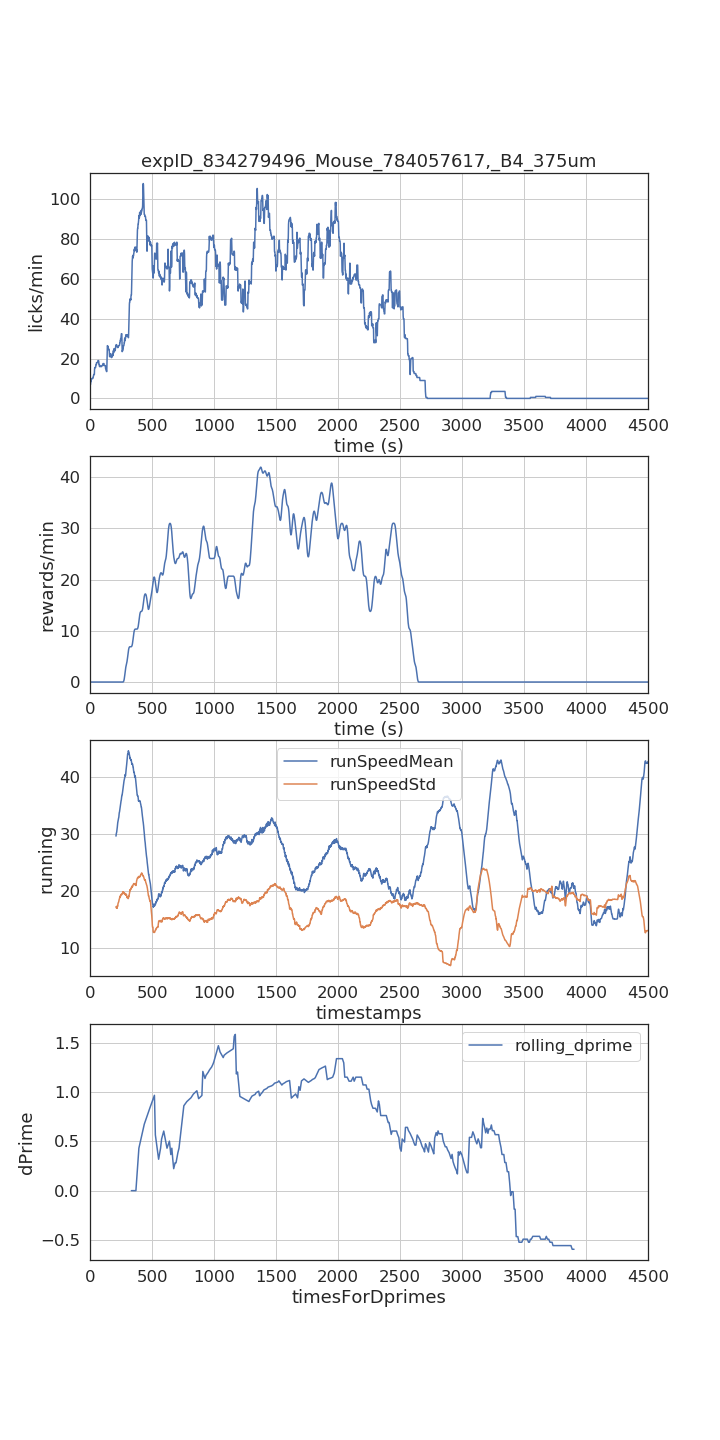 expID_834279496_Mouse_784057617,_B4_375um
licks/min
100
80
60
40
20
0
0 500 1000 1500 2000 2500 3000 3500 4000 4500
time (s)
rewards/min
40
30
20
10
0
0 500 1000 1500 2000 2500 3000 3500 4000 4500
time (s)
running
runSpeedMean
runSpeedStd
40
30
20
10
0 500 1000 1500 2000 2500 3000 3500 4000 4500
timestamps
dPrime
rolling_dprime
1.5
1.0
0.5
0.0
−0.5
0 500 1000 1500 2000 2500 3000 3500 4000 4500
timesForDprimes